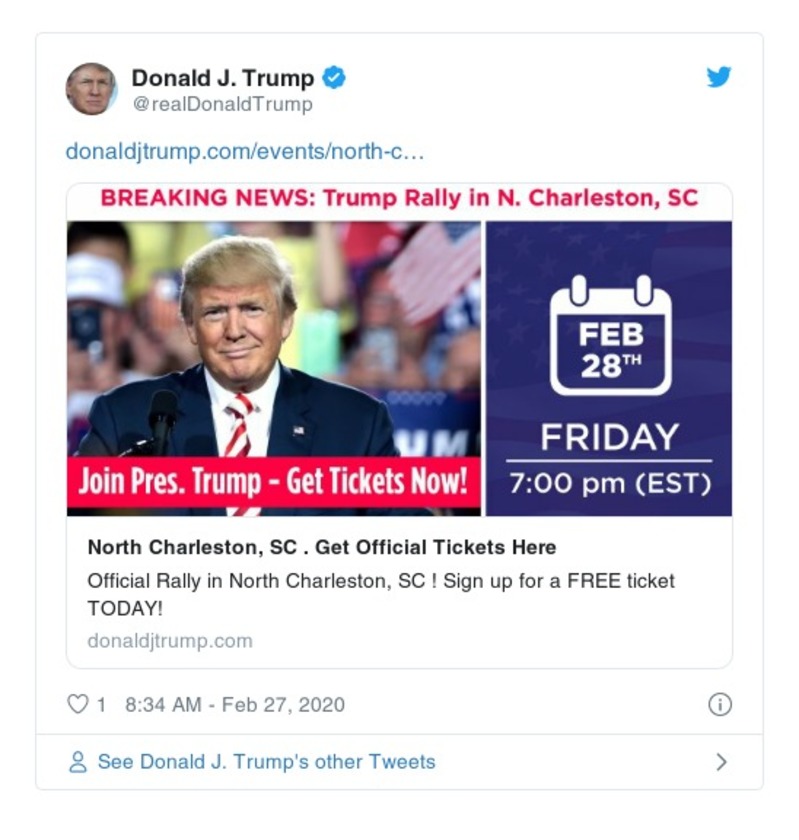 Donald J. Trump
@realDonaldTrump
donaldjtrump.com/events/north-c…
BREAKING NEWS: Trump Rally in N. Charleston, SC
UM
Join Pres. Trump - Get Tickets Now!
FEB
28TH
FRIDAY
7:00 pm (EST)
North Charleston, SC . Get Official Tickets Here
Official Rally in North Charleston, SC ! Sign up for a FREE ticket
TODAY!
donaldjtrump.com
1 8:34 AM - Feb 27, 2020
See Donald J. Trump's other Tweets